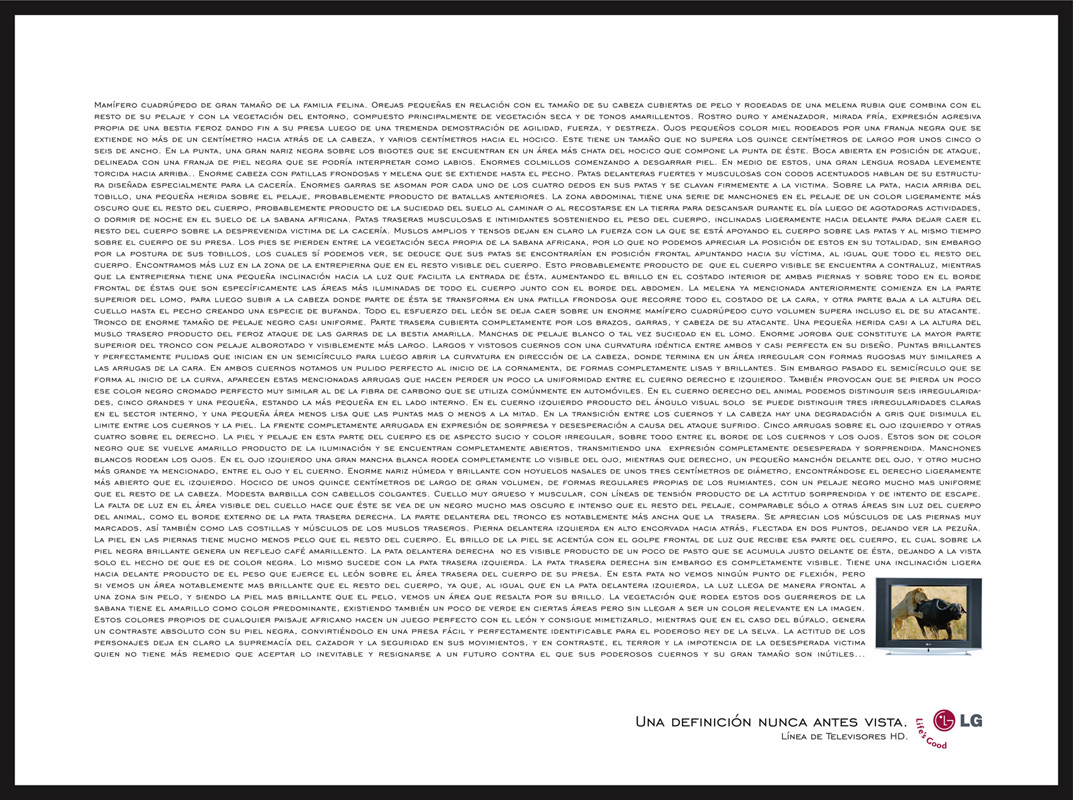 Mamífero cuadrúpedo de gran tamaño de la familia felina. Orejas pequeñas en relación con el tamaño de su cabeza cubiertas de pelo y rodeadas de una melena rubia que combina con el
resto de su pelaje y con la vegetación del entorno, compuesto principalmente de vegetación seca y de tonos amarillentos. Rostro duro y amenazador, mirada fría, expresión agresiva
propia de una bestia feroz dando fin a su presa luego de una tremenda demostración de agilidad, fuerza, y destreza. Ojos pequeños color miel rodeados por una franja negra que se
extiende no más de un centímetro hacia atrás de la cabeza, y varios centímetros hacia el hocico. Este tiene un tamaño que no supera los quince centímetros de largo por unos cinco o
seis de ancho. En la punta, una gran nariz negra sobre los bigotes que se encuentran en un área más chata del hocico que compone la punta de éste. Boca abierta en posición de ataque,
delineada con una franja de piel negra que se podría interpretar como labios. Enormes colmillos comenzando a desgarrar piel. En medio de estos, una gran lengua rosada levemente
torcida hacia arriba.. Enorme cabeza con patillas frondosas y melena que se extiende hasta el pecho. Patas delanteras fuertes y musculosas con codos acentuados hablan de su estructu-
ra diseñada especialmente para la cacería. Enormes garras se asoman por cada uno de los cuatro dedos en sus patas y se clavan firmemente a la victima. Sobre la pata, hacia arriba del
tobillo, una pequeña herida sobre el pelaje, probablemente producto de batallas anteriores. La zona abdominal tiene una serie de manchones en el pelaje de un color ligeramente más
oscuro que el resto del cuerpo, probablemente producto de la suciedad del suelo al caminar o al recostarse en la tierra para descansar durante el día luego de agotadoras actividades,
o dormir de noche en el suelo de la sabana africana. Patas traseras musculosas e intimidantes sosteniendo el peso del cuerpo, inclinadas ligeramente hacia delante para dejar caer el
resto del cuerpo sobre la desprevenida victima de la cacería. Muslos amplios y tensos dejan en claro la fuerza con la que se está apoyando el cuerpo sobre las patas y al mismo tiempo
sobre el cuerpo de su presa. Los pies se pierden entre la vegetación seca propia de la sabana africana, por lo que no podemos apreciar la posición de estos en su totalidad, sin embargo
por la postura de sus tobillos, los cuales sí podemos ver, se deduce que sus patas se encontrarían en posición frontal apuntando hacia su víctima, al igual que todo el resto del
cuerpo. Encontramos más luz en la zona de la entrepierna que en el resto visible del cuerpo. Esto probablemente producto de que el cuerpo visible se encuentra a contraluz, mientras
que la entrepierna tiene una pequeña inclinación hacia la luz que facilita la entrada de ésta, aumentando el brillo en el costado interior de ambas piernas y sobre todo en el borde
frontal de éstas que son específicamente las áreas más iluminadas de todo el cuerpo junto con el borde del abdomen. La melena ya mencionada anteriormente comienza en la parte
superior del lomo, para luego subir a la cabeza donde parte de ésta se transforma en una patilla frondosa que recorre todo el costado de la cara, y otra parte baja a la altura del
cuello hasta el pecho creando una especie de bufanda. Todo el esfuerzo del león se deja caer sobre un enorme mamífero cuadrúpedo cuyo volumen supera incluso el de su atacante.
Tronco de enorme tamaño de pelaje negro casi uniforme. Parte trasera cubierta completamente por los brazos, garras, y cabeza de su atacante. Una pequeña herida casi a la altura del
muslo trasero producto del feroz ataque de las garras de la bestia amarilla. Manchas de pelaje blanco o tal vez suciedad en el lomo. Enorme joroba que constituye la mayor parte
superior del tronco con pelaje alborotado y visiblemente más largo. Largos y vistosos cuernos con una curvatura idéntica entre ambos y casi perfecta en su diseño. Puntas brillantes
y perfectamente pulidas que inician en un semicírculo para luego abrir la curvatura en dirección de la cabeza, donde termina en un área irregular con formas rugosas muy similares a
las arrugas de la cara. En ambos cuernos notamos un pulido perfecto al inicio de la cornamenta, de formas completamente lisas y brillantes. Sin embargo pasado el semicírculo que se
forma al inicio de la curva, aparecen estas mencionadas arrugas que hacen perder un poco la uniformidad entre el cuerno derecho e izquierdo. También provocan que se pierda un poco
ese color negro cromado perfecto muy similar al de la fibra de carbono que se utiliza comúnmente en automóviles. En el cuerno derecho del animal podemos distinguir seis irregularida-
des, cinco grandes y una pequeña, estando la más pequeña en el lado interno. En el cuerno izquierdo producto del ángulo visual solo se puede distinguir tres irregularidades claras
en el sector interno, y una pequeña área menos lisa que las puntas mas o menos a la mitad. En la transición entre los cuernos y la cabeza hay una degradación a gris que disimula el
limite entre los cuernos y la piel. La frente completamente arrugada en expresión de sorpresa y desesperación a causa del ataque sufrido. Cinco arrugas sobre el ojo izquierdo y otras
cuatro sobre el derecho. La piel y pelaje en esta parte del cuerpo es de aspecto sucio y color irregular, sobre todo entre el borde de los cuernos y los ojos. Estos son de color
negro que se vuelve amarillo producto de la iluminación y se encuentran completamente abiertos, transmitiendo una expresión completamente desesperada y sorprendida. Manchones
blancos rodean los ojos. En el ojo izquierdo una gran mancha blanca rodea completamente lo visible del ojo, mientras que derecho, un pequeño manchón delante del ojo, y otro mucho
más grande ya mencionado, entre el ojo y el cuerno. Enorme nariz húmeda y brillante con hoyuelos nasales de unos tres centímetros de diámetro, encontrándose el derecho ligeramente
más abierto que el izquierdo. Hocico de unos quince centímetros de largo de gran volumen, de formas regulares propias de los rumiantes, con un pelaje negro mucho mas uniforme
que el resto de la cabeza. Modesta barbilla con cabellos colgantes. Cuello muy grueso y muscular, con líneas de tensión producto de la actitud sorprendida y de intento de escape.
La falta de luz en el área visible del cuello hace que éste se vea de un negro mucho mas oscuro e intenso que el resto del pelaje, comparable sólo a otras áreas sin luz del cuerpo
del animal, como el borde externo de la pata trasera derecha. La parte delantera del tronco es notablemente más ancha que la trasera. Se aprecian los músculos de las piernas muy
marcados, así también como las costillas y músculos de los muslos traseros. Pierna delantera izquierda en alto encorvada hacia atrás, flectada en dos puntos, dejando ver la pezuña.
La piel en las piernas tiene mucho menos pelo que el resto del cuerpo. El brillo de la piel se acentúa con el golpe frontal de luz que recibe esa parte del cuerpo, el cual sobre la
piel negra brillante genera un reflejo café amarillento. La pata delantera derecha no es visible producto de un poco de pasto que se acumula justo delante de ésta, dejando a la vista
solo el hecho de que es de color negra. Lo mismo sucede con la pata trasera izquierda. La pata trasera derecha sin embargo es completamente visible. Tiene una inclinación ligera
hacia delante producto de el peso que ejerce el león sobre el área trasera del cuerpo de su presa. En esta pata no vemos ningún punto de flexión, pero
si vemos un área notablemente mas brillante que el resto del cuerpo, ya que, al igual que en la pata delantera izquierda, la luz llega de manera frontal a
una zona sin pelo, y siendo la piel mas brillante que el pelo, vemos un área que resalta por su brillo. La vegetación que rodea estos dos guerreros de la
sabana tiene el amarillo como color predominante, existiendo también un poco de verde en ciertas áreas pero sin llegar a ser un color relevante en la imagen.
Estos colores propios de cualquier paisaje africano hacen un juego perfecto con el león y consigue mimetizarlo, mientras que en el caso del búfalo, genera
un contraste absoluto con su piel negra, convirtiéndolo en una presa fácil y perfectamente identificable para el poderoso rey de la selva. La actitud de los
personajes deja en claro la supremacía del cazador y la seguridad en sus movimientos, y en contraste, el terror y la impotencia de la desesperada victima
quien no tiene más remedio que aceptar lo inevitable y resignarse a un futuro contra el que sus poderosos cuernos y su gran tamaño son inútiles...
Una definición nunca antes vista.
Línea de Televisores HD.
Life's Good
LG